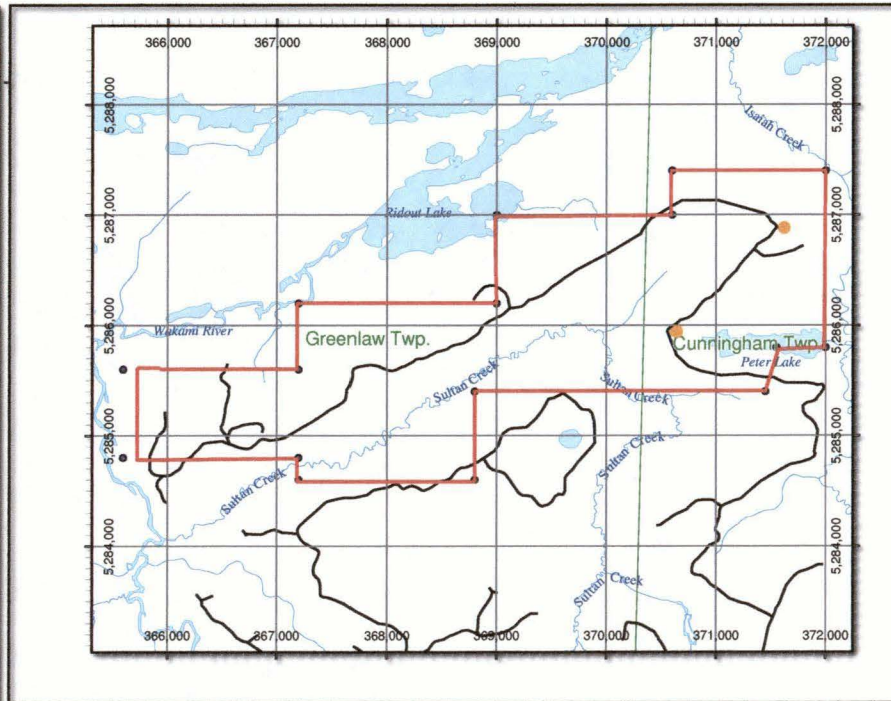 366,000 367,000 368,000 369,000 370,000 371,000 372,000
5,288,000 5,288,000
Isaiah Creek
5,287,000 Ridout Lake 5,287,000
5,286,000 Wakami River 5,286,000
Greenlaw Twp.
Cunningham Twp.
Peter Lake
Sultan Creek
Sultan Creek
5,285,000 5,285,000
Sultan Creek
Sultan Creek
5,284,000 5,284,000
Sultan Creek
366,000 367,000 368,000 369,000 370,000 371,000 372,000